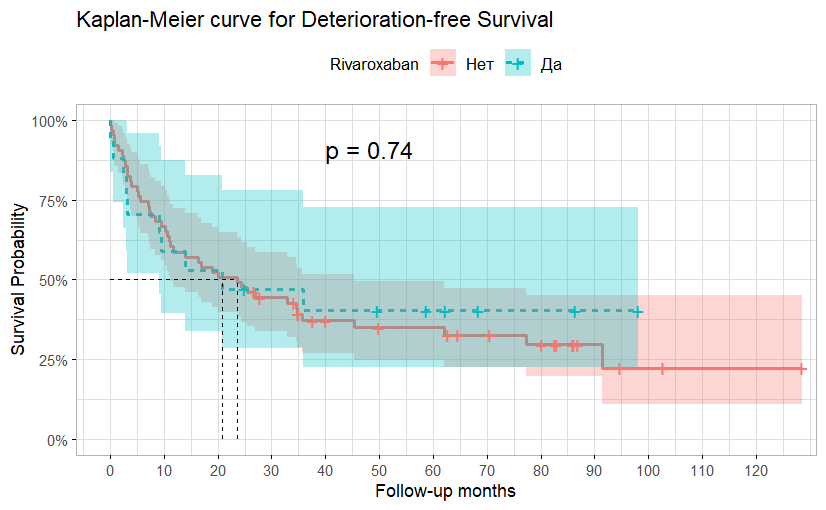 Kaplan-Meier curve for Deterioration-free Survival
Rivaroxaban Нет Да
p = 0.74
Survival Probability
100%
75%
50%
25%
0%
0 10 20 30 40 50 60 70 80 90 100 110 120
Follow-up months